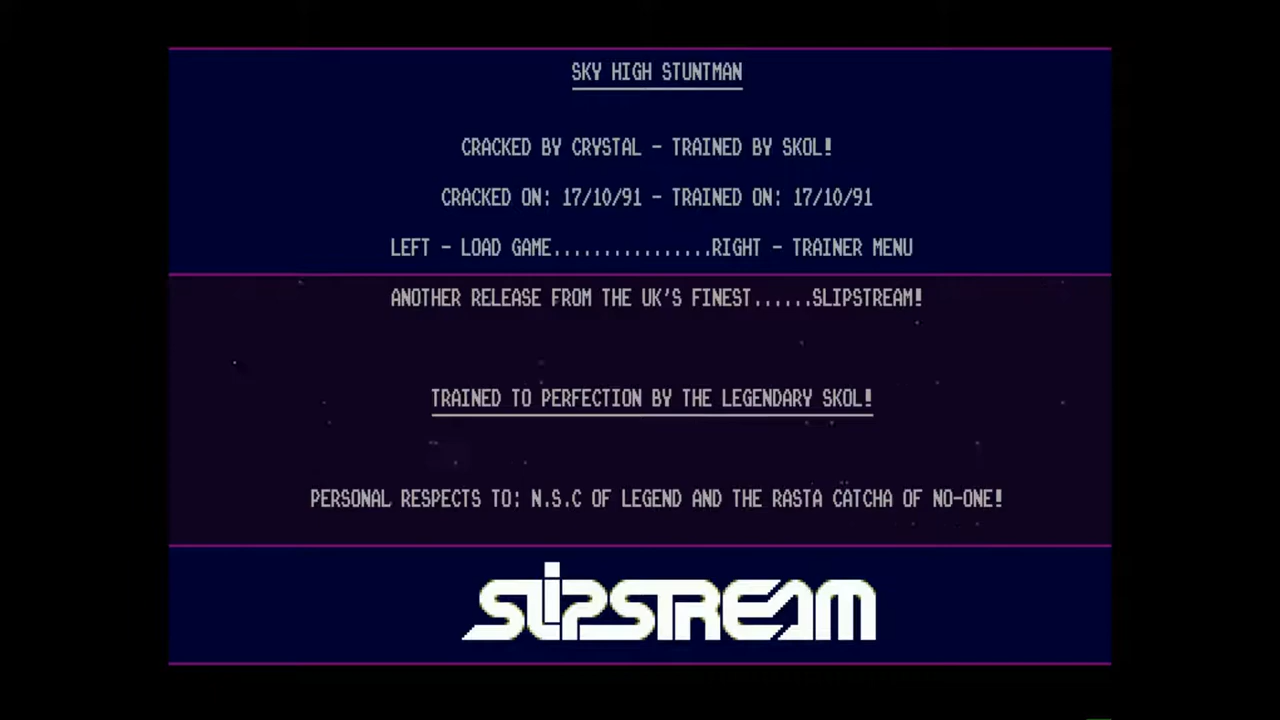 SKY HIGH STUNTMAN
CRACKED BY CRYSTAL - TRAINED BY SKOL!
CRACKED ON: 17/10/91 - TRAINED ON: 17/10/91
LEFT - LOAD GAME................RIGHT - TRAINER MENU
ANOTHER RELEASE FROM THE UK'S FINEST......SLIPSTREAM!
TRAINED TO PERFECTION BY THE LEGENDARY SKOL!
PERSONAL RESPECTS TO: N.S.C OF LEGEND AND THE RASTA CATCHA OF NO-ONE!
SLIPSTREAM